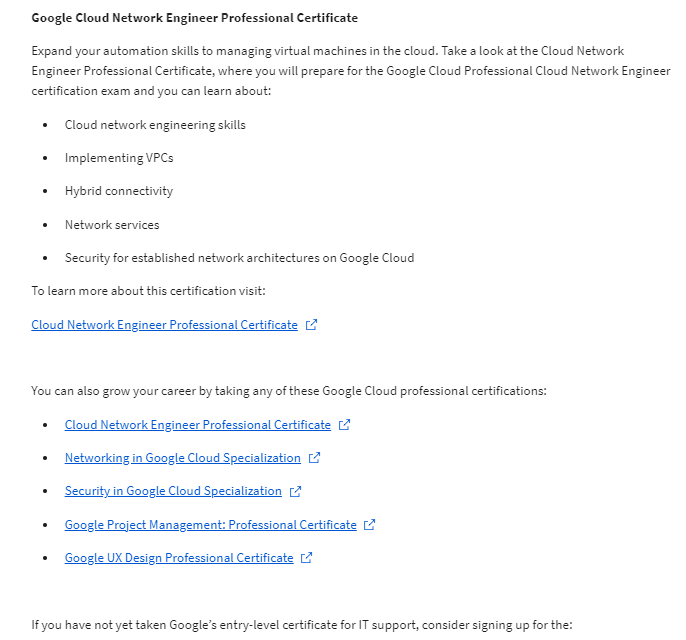 Google Cloud Network Engineer Professional Certificate
Expand your automation skills to managing virtual machines in the cloud. Take a look at the Cloud Network
Engineer Professional Certificate, where you will prepare for the Google Cloud Professional Cloud Network Engineer
certification exam and you can learn about:
• Cloud network engineering skills
• Implementing VPCs
• Hybrid connectivity
• Network services
• Security for established network architectures on Google Cloud
To learn more about this certification visit:
Cloud Network Engineer Professional Certificate
You can also grow your career by taking any of these Google Cloud professional certifications:
• Cloud Network Engineer Professional Certificate
• Networking in Google Cloud Specialization
• Security in Google Cloud Specialization
• Google Project Management: Professional Certificate
• Google UX Design Professional Certificate
If you have not yet taken Google's entry-level certificate for IT support, consider signing up for the: